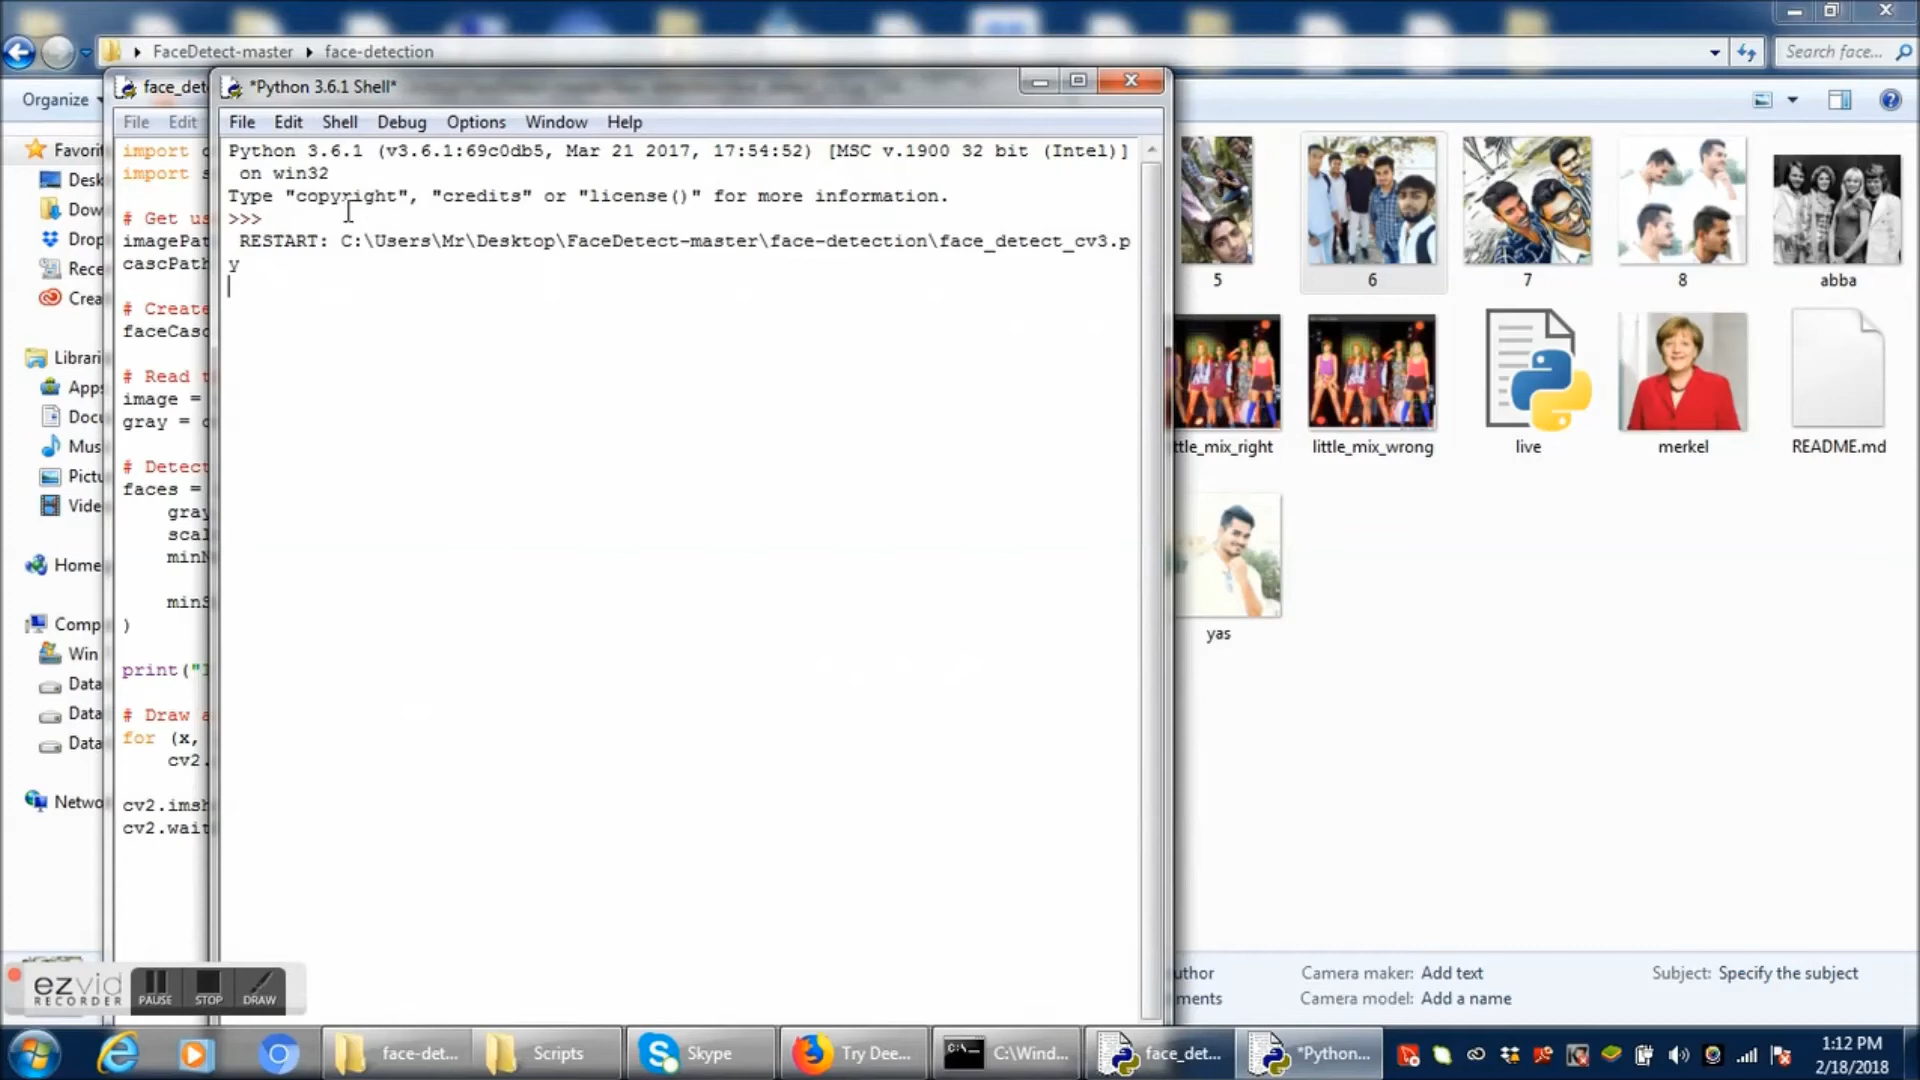 FaceDetect-master
face-detection
Search face...
Organize
face_det
*Python 3.6.1 Shell*
File Edit
File Edit Shell Debug Options Window Help
Python 3.6.1 (v3.6.1:69c0db5, Mar 21 2017, 17:54:52) [MSC v.1900 32 bit (Intel)]
on win32
Type "copyright", "credits" or "license()" for more information.
>>>
RESTART: C:\Users\Mr\Desktop\FaceDetect-master\face-detection\face_detect_cv3.p
y
Favorit
Desk
Dow
Drop
Rece
Crea
Librari
Apps
Docu
Mus
Pictu
Vide
Home
Comp
Win
Data
Data
Data
Netwo
import
import s
# Get us
imagePat
cascPath
# Create
faceCasc
# Read t
image =
gray = c
# Detect
faces =
gray
scal
minN
minS
)
print("I
# Draw a
for (x,
cv2.
cv2.imsh
cv2.wait
5
6
7
8
abba
ttle_mix_right
little_mix_wrong
live
merkel
README.md
yas
uthor
Camera maker: Add text
Subject: Specify the subject
ments
Camera model: Add a name
ezvid
RECORDER
PAUSE
STOP
DRAW
face-det...
Scripts
Skype
Try Dee...
C:\Wind...
face_det...
*Python...
1:12 PM
2/18/2018